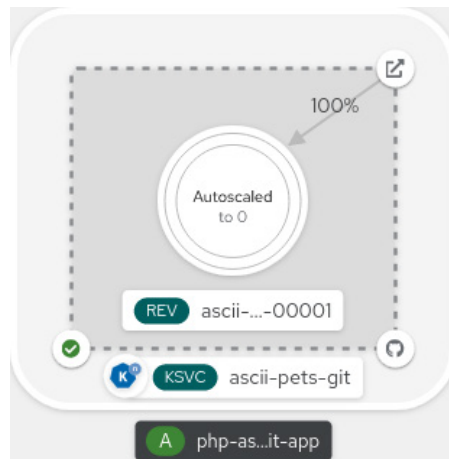 100%
Autoscaled
to 0
REV ascii-...-00001
K n KSVC ascii-pets-git
A php-as...it-app